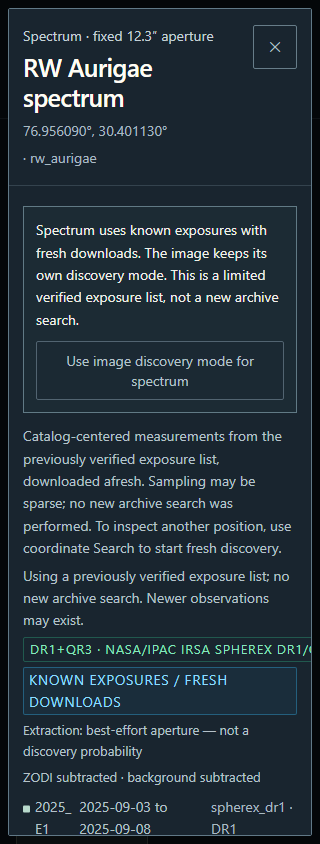 Spectrum · fixed 12.3″ aperture
×
RW Aurigae
spectrum
76.956090°, 30.401130°
· rw_aurigae
Spectrum uses known exposures with
fresh downloads. The image keeps its
own discovery mode. This is a limited
verified exposure list, not a new archive
search.
Use image discovery mode for
spectrum
Catalog-centered measurements from the
previously verified exposure list,
downloaded afresh. Sampling may be
sparse; no new archive search was
performed. To inspect another position, use
coordinate Search to start fresh discovery.
Using a previously verified exposure list; no
new archive search. Newer observations
may exist.
DR1+QR3 · NASA/IPAC IRSA SPHEREX DR1/
KNOWN EXPOSURES / FRESH
DOWNLOADS
Extraction: best-effort aperture — not a
discovery probability
ZODI subtracted · background subtracted
2025_ 2025-09-03 to spherex_dr1 ·
E1 2025-09-08 DR1